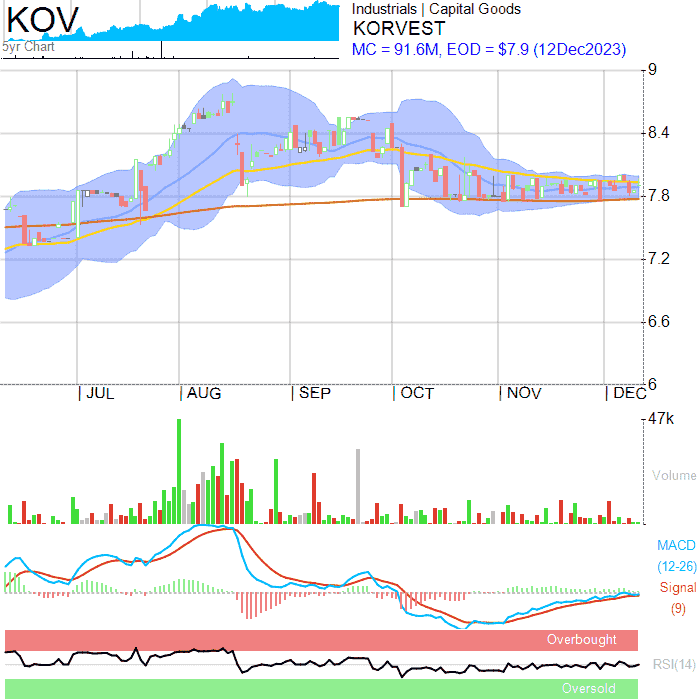 KOV
5yr Chart
Industrials | Capital Goods
KORVEST
MC = 91.6M, EOD = $7.9 (12Dec2023)
9
8.4
7.8
7.2
6.6
6
| JUL | AUG | SEP | OCT | NOV | DEC
47k
Volume
MACD
(12-26)
Signal
(9)
Overbought
RSI(14)
Oversold